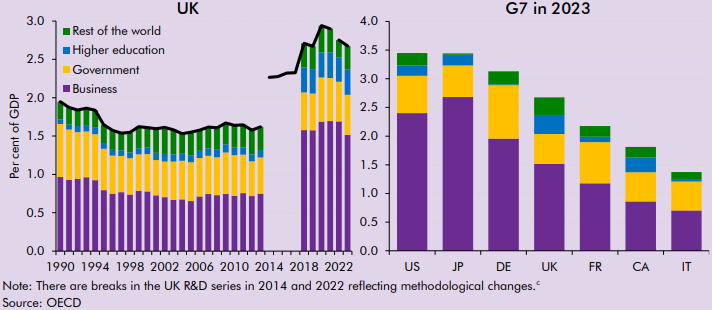 UK
G7 in 2023
Per cent of GDP
3.0
2.5
2.0
1.5
1.0
0.5
0.0
Rest of the world
Higher education
Government
Business
1990 1994 1998 2002 2006 2010 2014 2018 2022
4.0
3.5
3.0
2.5
2.0
1.5
1.0
0.5
0.0
US JP DE UK FR CA IT
Note: There are breaks in the UK R&D series in 2014 and 2022 reflecting methodological changes.c
Source: OECD